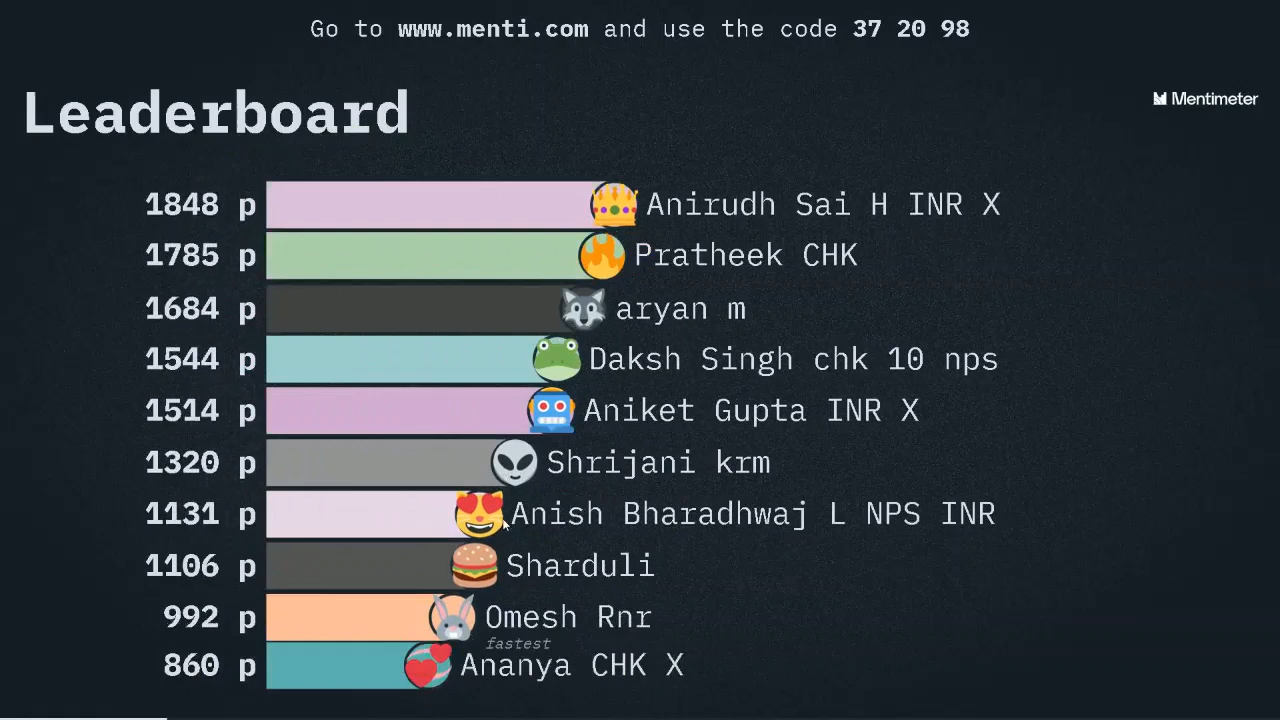 Go to www.menti.com and use the code 37 20 98
Leaderboard
Mentimeter
1848 p Anirudh Sai H INR X
1785 p Pratheek CHK
1684 p aryan m
1544 p Daksh Singh chk 10 nps
1514 p Aniket Gupta INR X
1320 p Shrijani krm
1131 p Anish Bharadhwaj L NPS INR
1106 p Sharduli
992 p Omesh Rnr
fastest
860 p Ananya CHK X